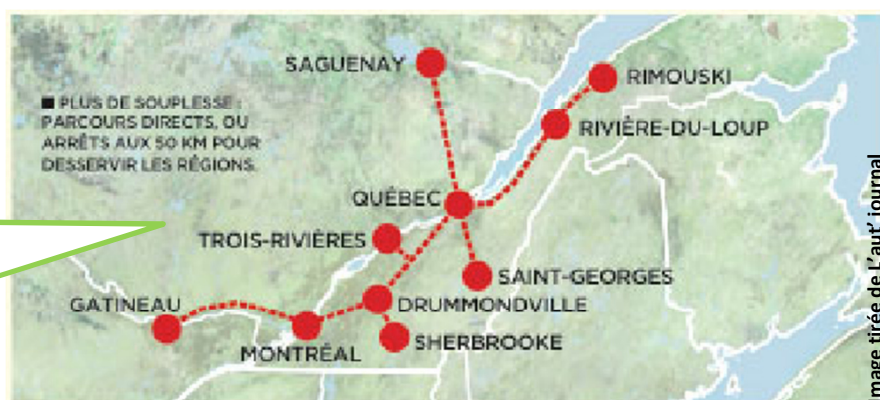 SAGUENAY
RIMOUSKI
■ PLUS DE SOUPLESSE :
PARCOURS DIRECTS, OU
ARRÊTS AUX 50 KM POUR
DESSERVIR LES RÉGIONS.
RIVIÈRE-DU-LOUP
QUÉBEC
TROIS-RIVIÈRES
SAINT-GEORGES
GATINEAU
DRUMMONDVILLE
MONTRÉAL
SHERBROOKE
mage tirée de L'aut' journal